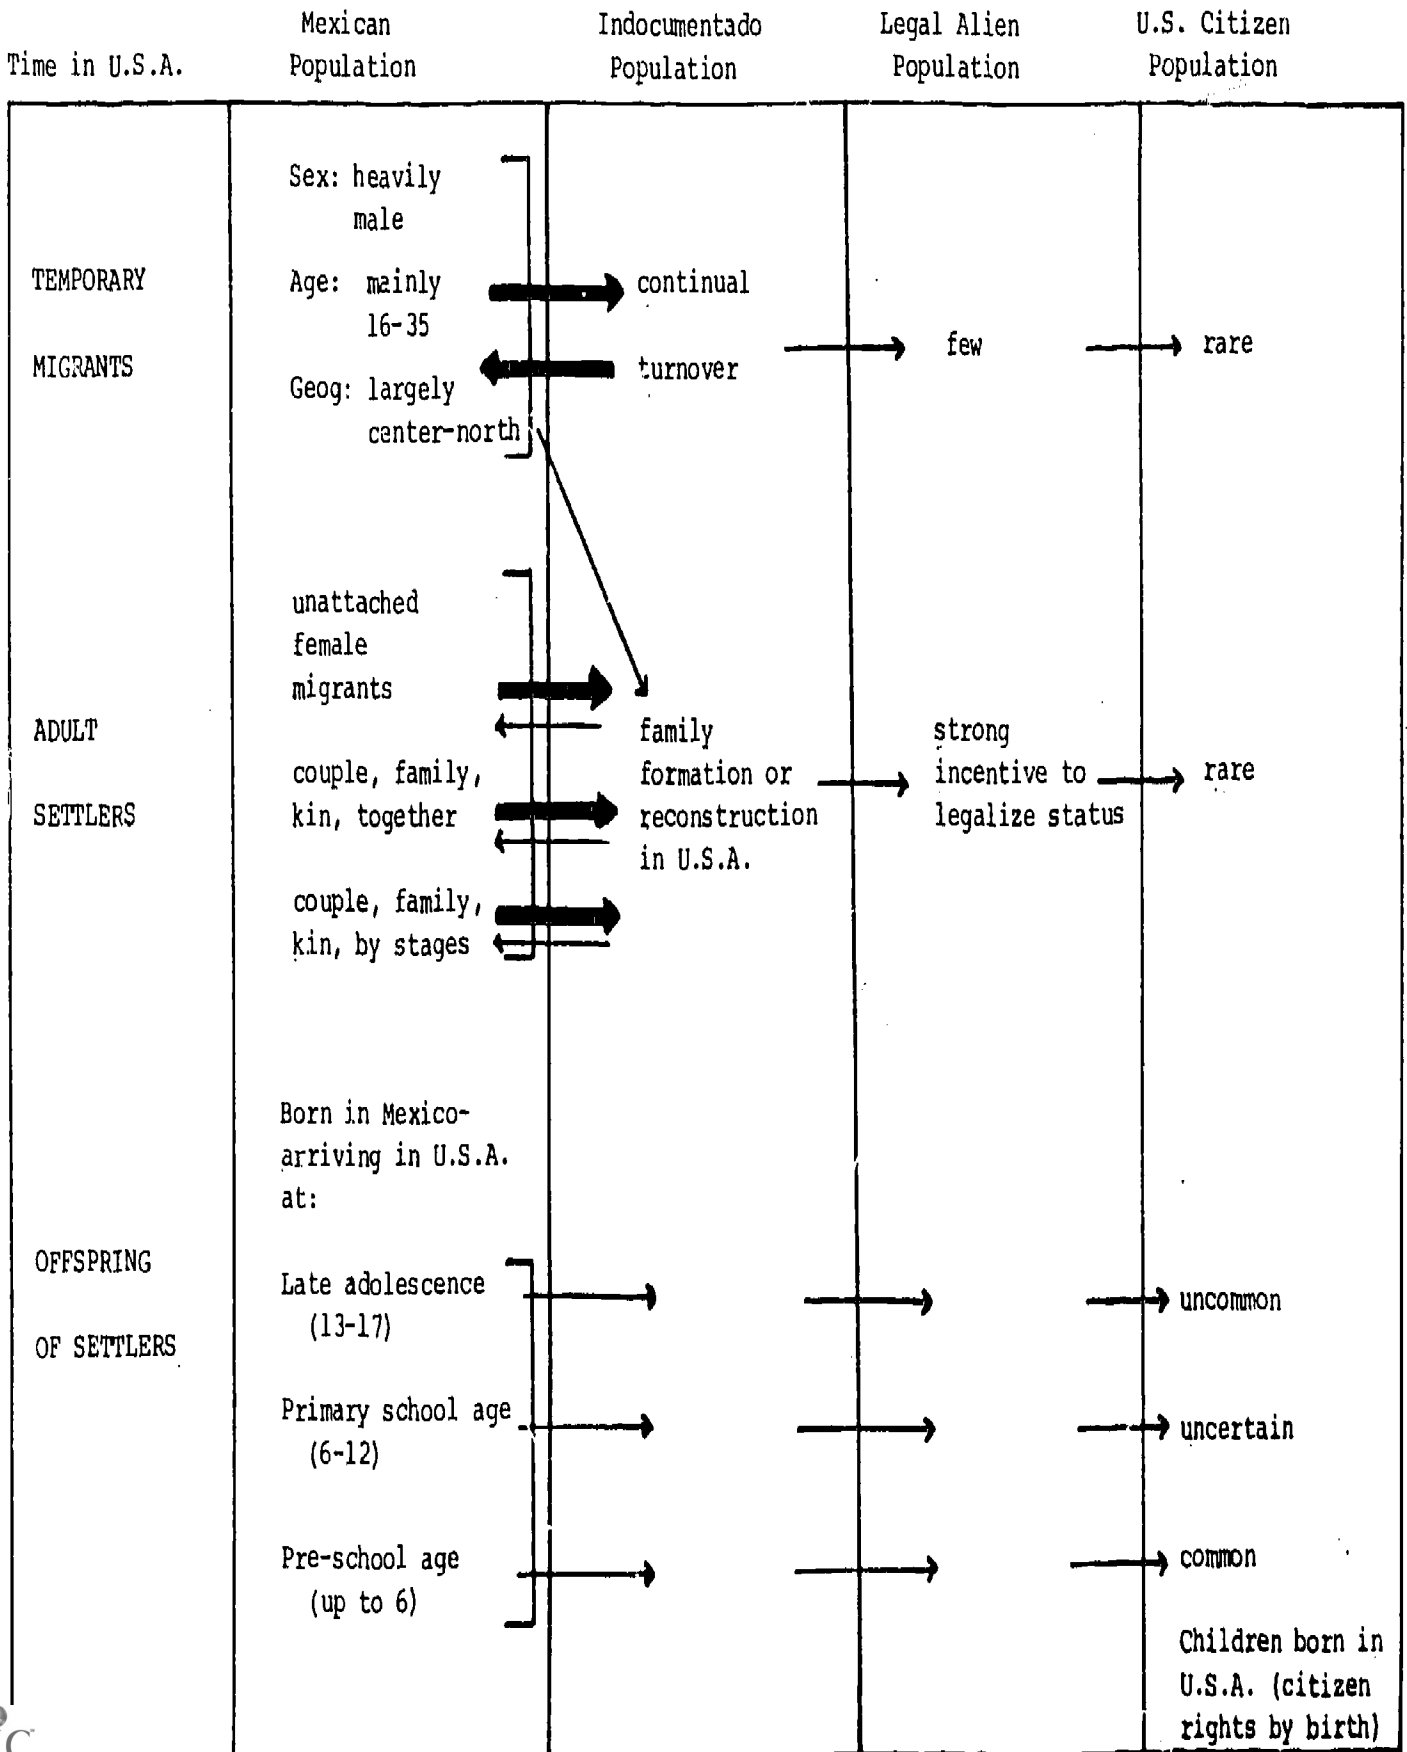 Mexican Indocumentado Legal Alien U.S. Citizen
Time in U.S.A. Population Population Population Population
Sex: heavily
male
TEMPORARY Age: mainly continual
16-35
few rare
MIGRANTS turnover
Geog: largely
center-north
unattached
female
migrants
ADULT family strong
couple, family, formation or incentive to rare
SETTLERS kin, together reconstruction legalize status
in U.S.A.
couple, family,
kin, by stages
Born in Mexico-
arriving in U.S.A.
at:
OFFSPRING
Late adolescence uncommon
(13-17)
OF SETTLERS
Primary school age uncertain
(6-12)
Pre-school age common
(up to 6)
Children born in
U.S.A. (citizen
rights by birth)